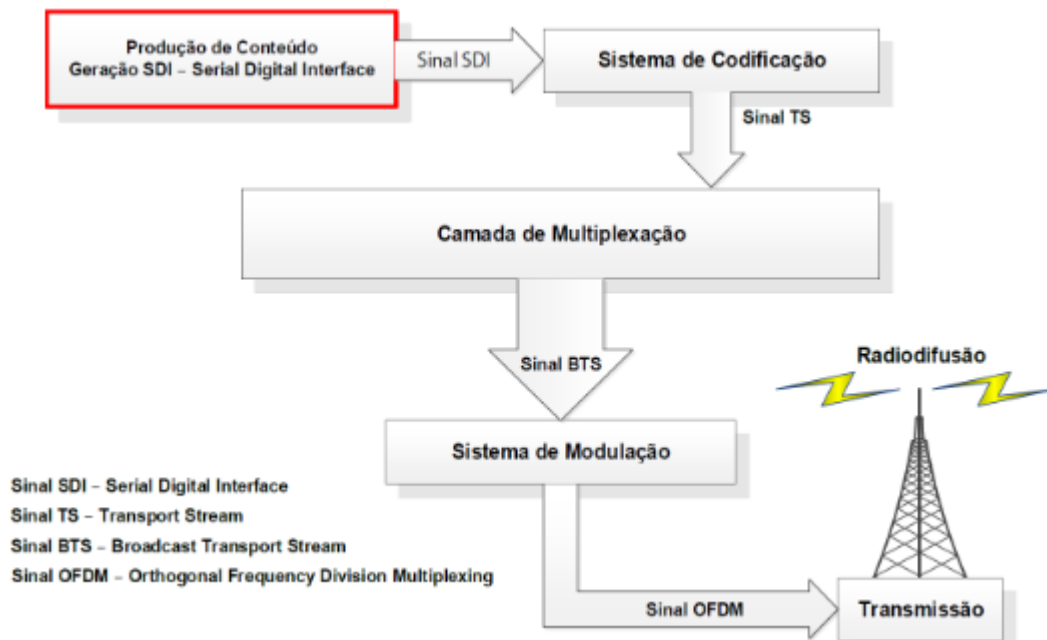 Produção de Conteúdo
Geração SDI – Serial Digital Interface
Sinal SDI
Sistema de Codificação
Sinal TS
Camada de Multiplexação
Sinal BTS
Radiodifusão
Sistema de Modulação
Sinal SDI – Serial Digital Interface
Sinal TS – Transport Stream
Sinal BTS – Broadcast Transport Stream
Sinal OFDM – Orthogonal Frequency Division Multiplexing
Sinal OFDM
Transmissão